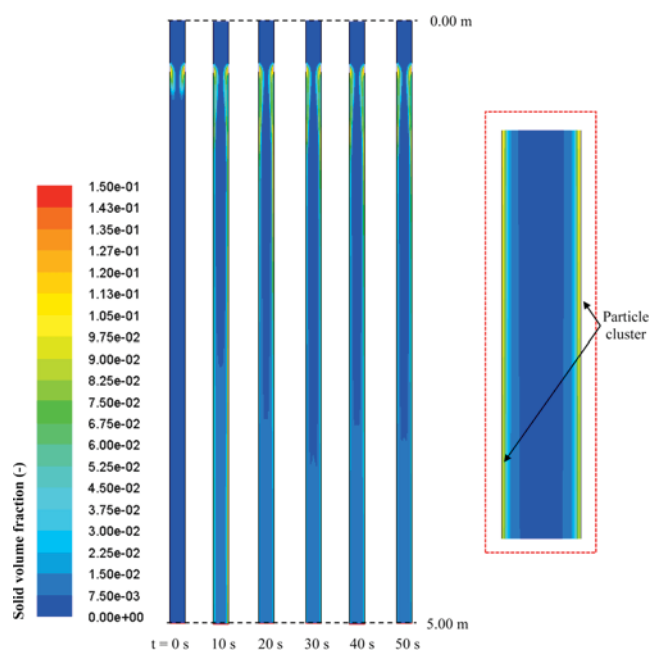 0.00 m
1.50e-01
1.43e-01
1.35e-01
1.27e-01
1.20e-01
1.13e-01
1.05e-01
9.75e-02
9.00e-02
8.25e-02
7.50e-02
6.75e-02
6.00e-02
5.25e-02
4.50e-02
3.75e-02
3.00e-02
2.25e-02
1.50e-02
7.50e-03
0.00e+00
Solid volume fraction (-)
Particle
cluster
5.00 m
t = 0 s 10 s 20 s 30 s 40 s 50 s